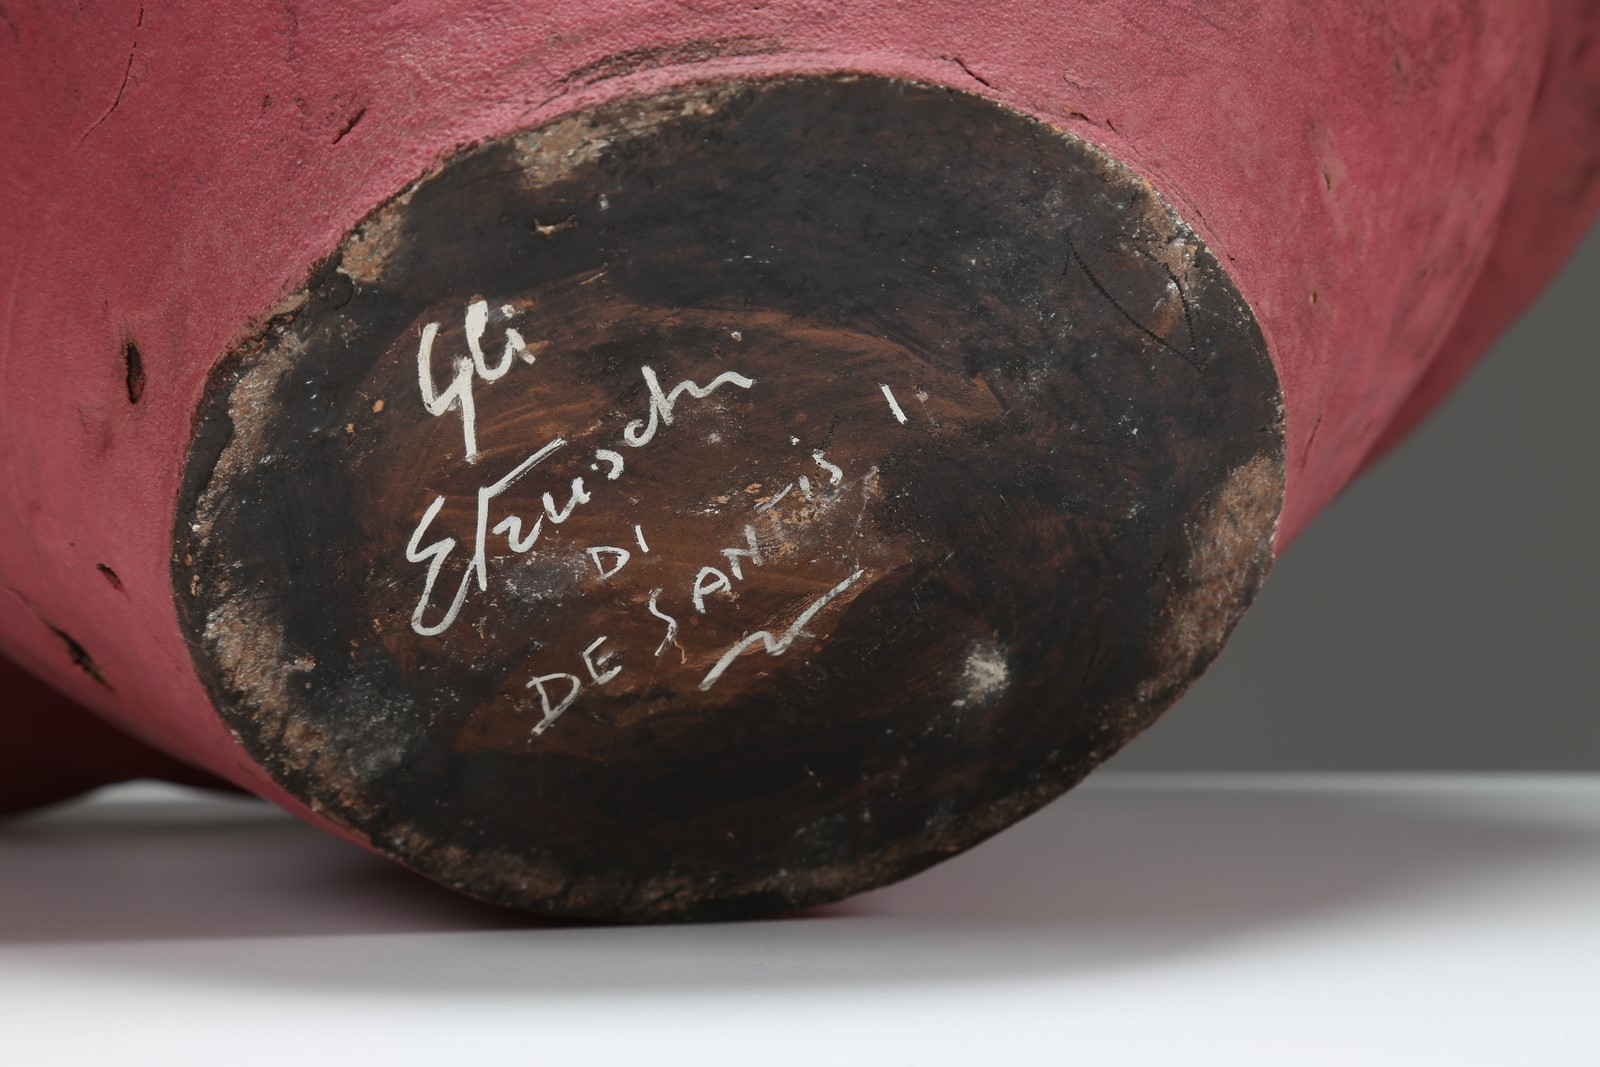 Gli
Etruschi
DI
DE SANTIS I.